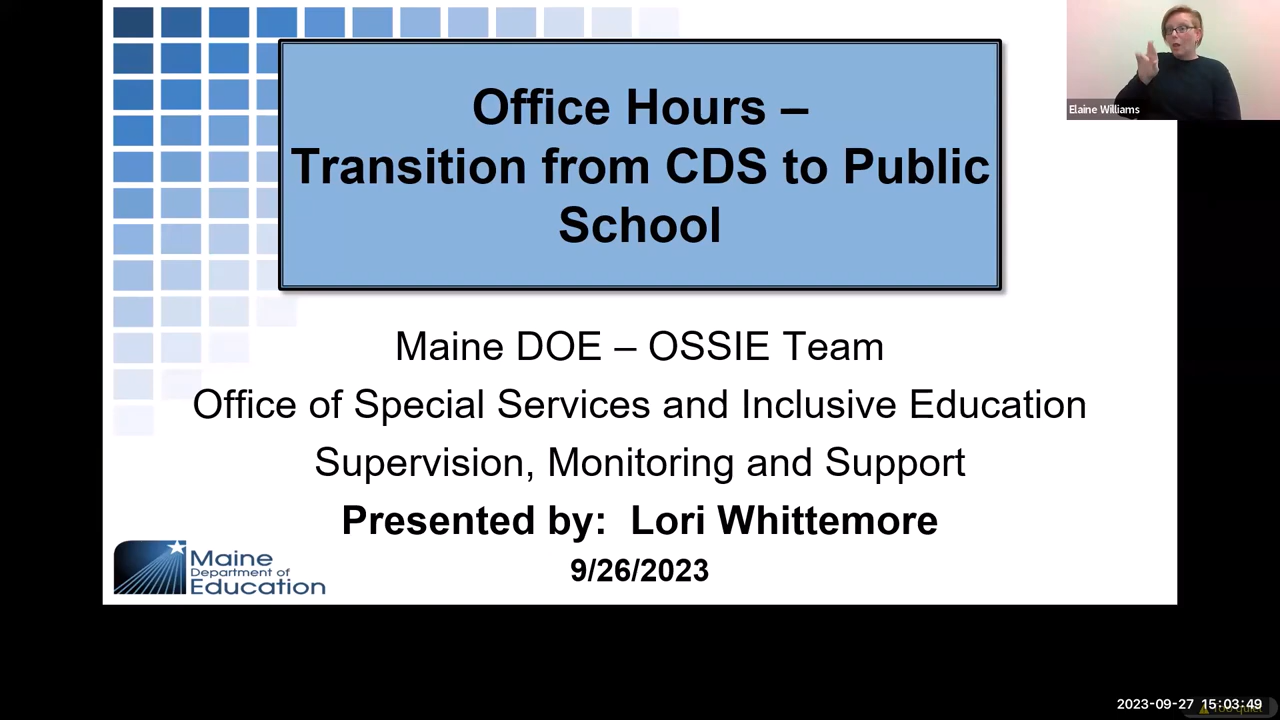 Office Hours –
Transition from CDS to Public
School
Elaine Williams
Maine DOE – OSSIE Team
Office of Special Services and Inclusive Education
Supervision, Monitoring and Support
Presented by: Lori Whittemore
9/26/2023
Maine
Department of
Education
2023-09-27 15:03:49